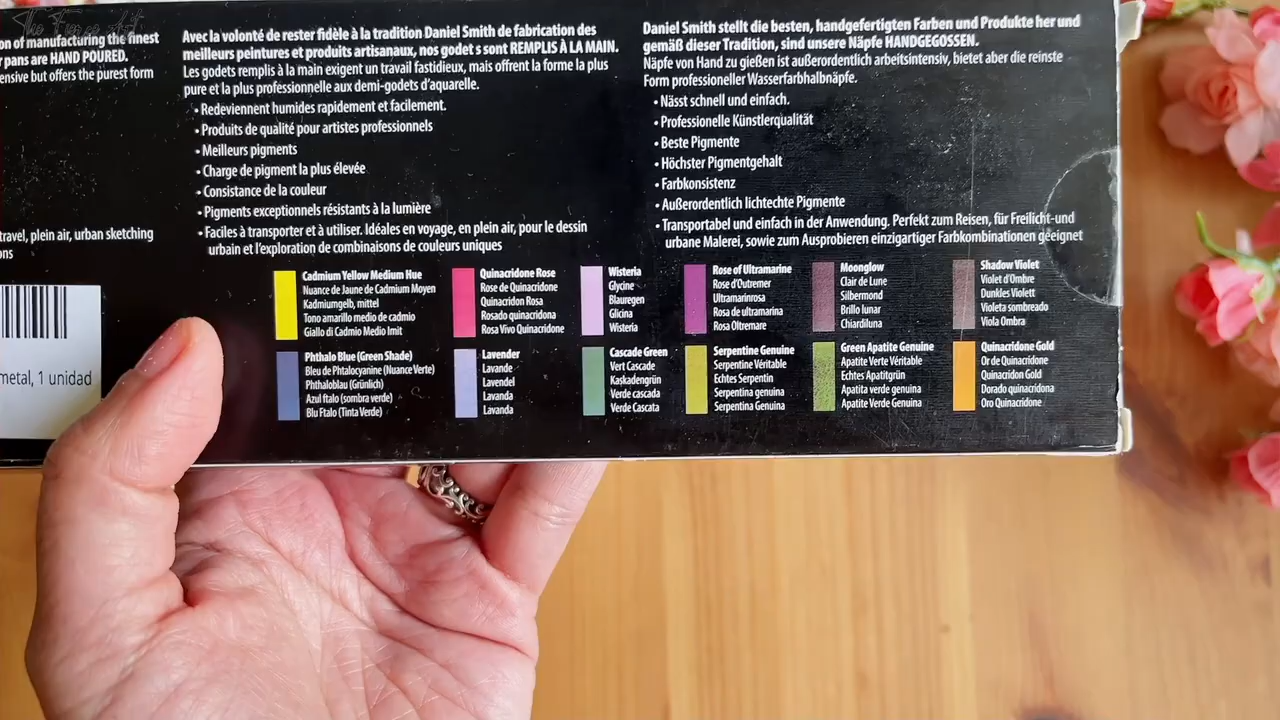 The Fierce Art
on of manufacturing the finest
r pans are HAND POURED.
ensive but offers the purest form
travel, plein air, urban sketching
ons
metal, 1 unidad
Avec la volonté de rester fidèle à la tradition Daniel Smith de fabrication des
meilleurs peintures et produits artisanaux, nos godet s sont REMPLIS À LA MAIN.
Les godets remplis à la main exigent un travail fastidieux, mais offrent la forme la plus
pure et la plus professionnelle aux demi-godets d'aquarelle.
• Redeviennent humides rapidement et facilement.
• Produits de qualité pour artistes professionnels
• Meilleurs pigments
• Charge de pigment la plus élevée
• Consistance de la couleur
• Pigments exceptionnels résistants à la lumière
• Faciles à transporter et à utiliser. Idéales en voyage, en plein air, pour le dessin
urbain et l'exploration de combinaisons de couleurs uniques
Daniel Smith stellt die besten, handgefertigten Farben und Produkte her und
gemäß dieser Tradition, sind unsere Näpfe HANDGEGOSSEN.
Näpfe von Hand zu gießen ist außerordentlich arbeitsintensiv, bietet aber die reinste
Form professioneller Wasserfarbhalbnäpfe.
• Nässt schnell und einfach.
• Professionelle Künstlerqualität
• Beste Pigmente
• Höchster Pigmentgehalt
• Farbkonsistenz
• Außerordentlich lichtechte Pigmente
• Transportabel und einfach in der Anwendung. Perfekt zum Reisen, für Freilicht-und
urbane Malerei, sowie zum Ausprobieren einzigartiger Farbkombinationen geeignet
Cadmium Yellow Medium Hue
Nuance de Jaune de Cadmium Moyen
Kadmiumgelb, mittel
Tono amarillo medio de cadmio
Giallo di Cadmio Medio Imit
Quinacridone Rose
Rose de Quinacridone
Quinacridon Rosa
Rosado quinacridona
Rosa Vivo Quinacridone
Wisteria
Glycine
Blauregen
Glicina
Wisteria
Rose of Ultramarine
Rose d'Outremer
Ultramarinrosa
Rosa de ultramarina
Rosa Oltremare
Moonglow
Clair de Lune
Silbermond
Brillo lunar
Chiardiluna
Shadow Violet
Violet d'Ombre
Dunkles Violett
Violeta sombreado
Viola Ombra
Phthalo Blue (Green Shade)
Bleu de Phtalocyanine (Nuance Verte)
Phthaloblau (Grünlich)
Azul ftalo (sombra verde)
Blu Ftalo (Tinta Verde)
Lavender
Lavande
Lavendel
Lavanda
Lavanda
Cascade Green
Vert Cascade
Kaskadengrün
Verde cascada
Verde Cascata
Serpentine Genuine
Serpentine Véritable
Echtes Serpentin
Serpentina genuina
Serpentina Genuina
Green Apatite Genuine
Apatite Verte Véritable
Echtes Apatitgrün
Apatita verde genuina
Apatite Verde Genuina
Quinacridone Gold
Or de Quinacridone
Quinacridon Gold
Dorado quinacridona
Oro Quinacridone